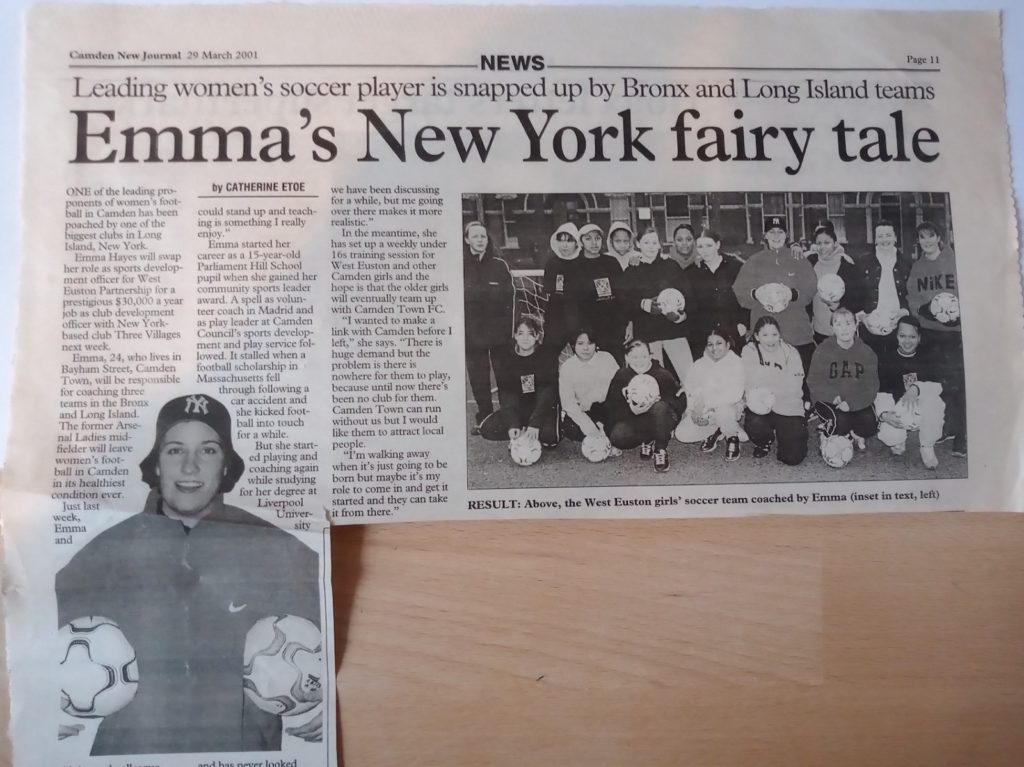 Camden New Journal 29 March 2001
NEWS
Page 11
Leading women's soccer player is snapped up by Bronx and Long Island teams
Emma's New York fairy tale
ONE of the leading pro-
ponents of women's foot-
ball in Camden has been
poached by one of the
biggest clubs in Long
Island, New York.
Emma Hayes will swap
her role as sports develop-
ment officer for West
Euston Partnership for a
prestigious $30,000 a year
job as club development
officer with New York-
based club Three Villages
next week.
Emma, 24, who lives in
Bayham Street, Camden
Town, will be responsible
for coaching three
teams in the Bronx
and Long Island.
The former Arse-
nal Ladies mid-
fielder will leave
women's foot-
ball in Camden
in its healthiest
condition ever.
Just last
week,
Emma
and
by CATHERINE ETOE
could stand up and teach-
ing is something I really
enjoy."
Emma started her
career as a 15-year-old
Parliament Hill School
pupil when she gained her
community sports leader
award. A spell as volun-
teer coach in Madrid and
as play leader at Camden
Council's sports develop-
ment and play service fol-
lowed. It stalled when a
football scholarship in
Massachusetts fell
through following a
car accident and
she kicked foot-
ball into touch
for a while.
But she start-
ed playing and
coaching again
while studying
for her degree at
Liverpool
Univer-
sity
and has never looked
we have been discussing
for a while, but me going
over there makes it more
realistic."
In the meantime, she
has set up a weekly under
16s training session for
West Euston and other
Camden girls and the
hope is that the older girls
will eventually team up
with Camden Town FC.
"I wanted to make a
link with Camden before I
left," she says. "There is
huge demand but the
problem is there is
nowhere for them to play,
because until now there's
been no club for them.
Camden Town can run
without us but I would
like them to attract local
people.
"I'm walking away
when it's just going to be
born but maybe it's my
role to come in and get it
started and they can take
it from there."
NIKE
GAP
RESULT: Above, the West Euston girls' soccer team coached by Emma (inset in text, left)
NY